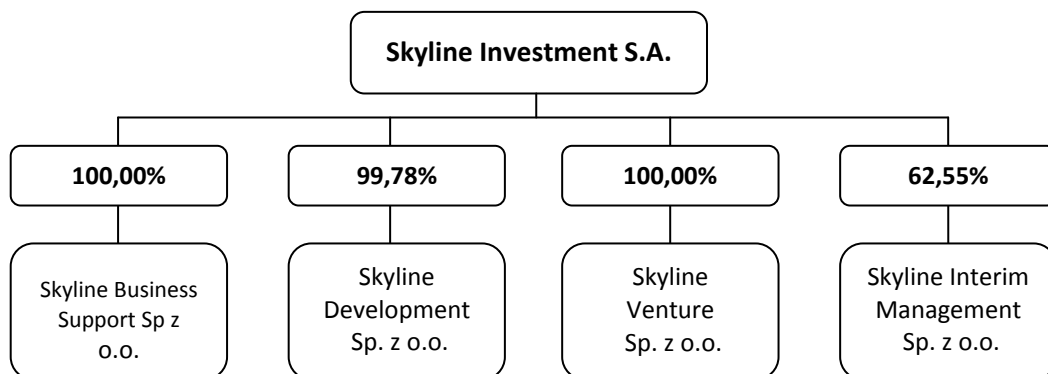 Skyline Investment S.A.
100,00%
99,78%
100,00%
62,55%
Skyline Business
Support Sp z
o.o.
Skyline
Development
Sp. z o.o.
Skyline
Venture
Sp. z o.o.
Skyline Interim
Management
Sp. z o.o.